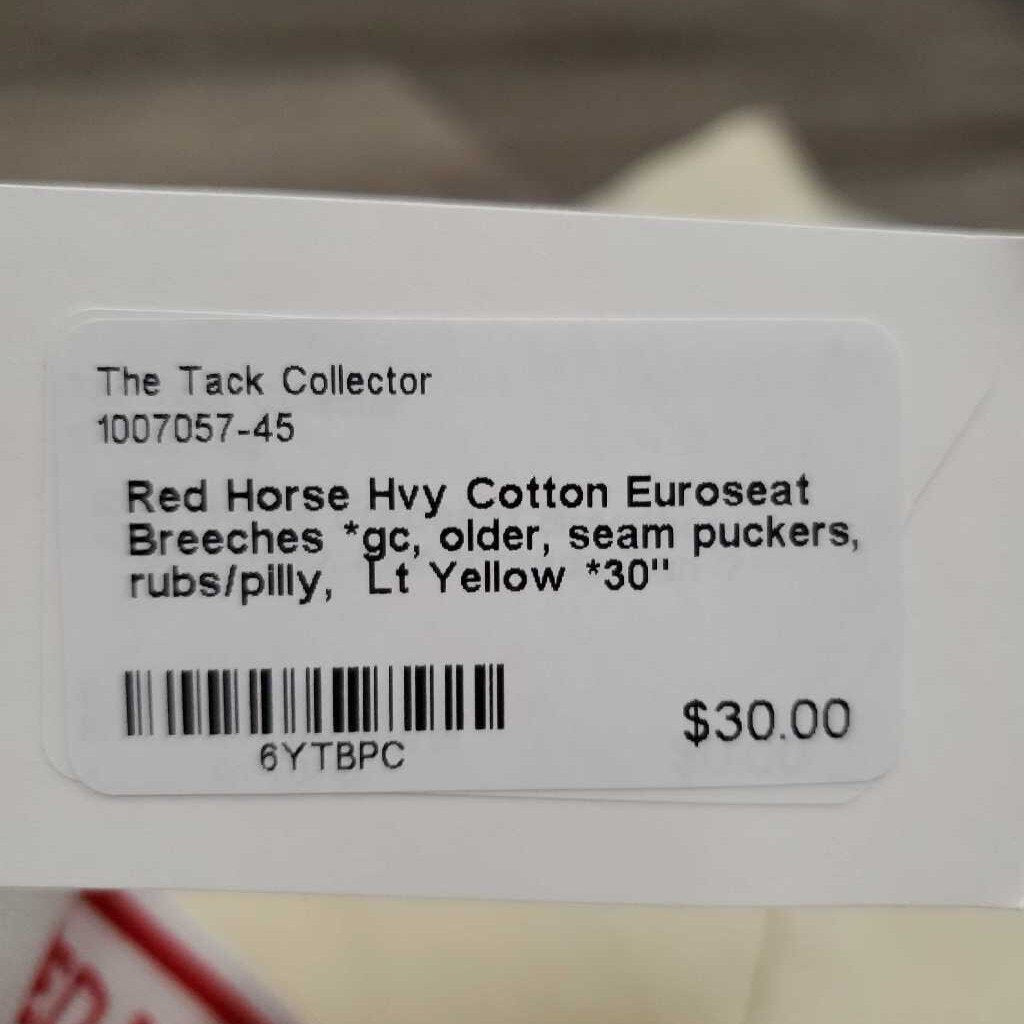 The Tack Collector
1007057-45
Red Horse Hvy Cotton Euroseat
Breeches *gc, older, seam puckers,
rubs/pilly, Lt Yellow *30"
6YTBPC
$30.00